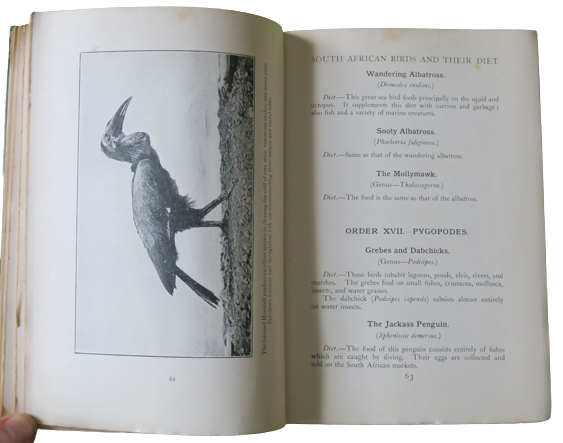 The Ground Hornbill
62
SOUTH AFRICAN BIRDS AND THEIR DIET
Wandering Albatross.
(Diomedea exulans.)
Diet.—This great sea bird feeds principally on the squid and
octopus. It supplements this diet with carrion and garbage;
also fish and a variety of marine creatures.
Sooty Albatross.
(Phœbetria fuliginosa.)
Diet.—Same as that of the wandering albatross.
The Mollymawk.
(Genus—Thalassogeron.)
Diet.—The food is the same as that of the albatross.
ORDER XVII.—PYGOPODES.
Grebes and Dabchicks.
(Genus—Podicipes.)
Diet.—These birds inhabit lagoons, ponds, vleis, rivers, and
marshes. The grebes feed on small fishes, crustacea, mollusca,
insects, and water grasses.
The dabchick (Podicipes capensis) subsists almost entirely
on water insects.
The Jackass Penguin.
(Spheniscus demersus.)
Diet.—The food of this penguin consists entirely of fishes
which are caught by diving. Their eggs are collected and
sold on the South African markets.
63